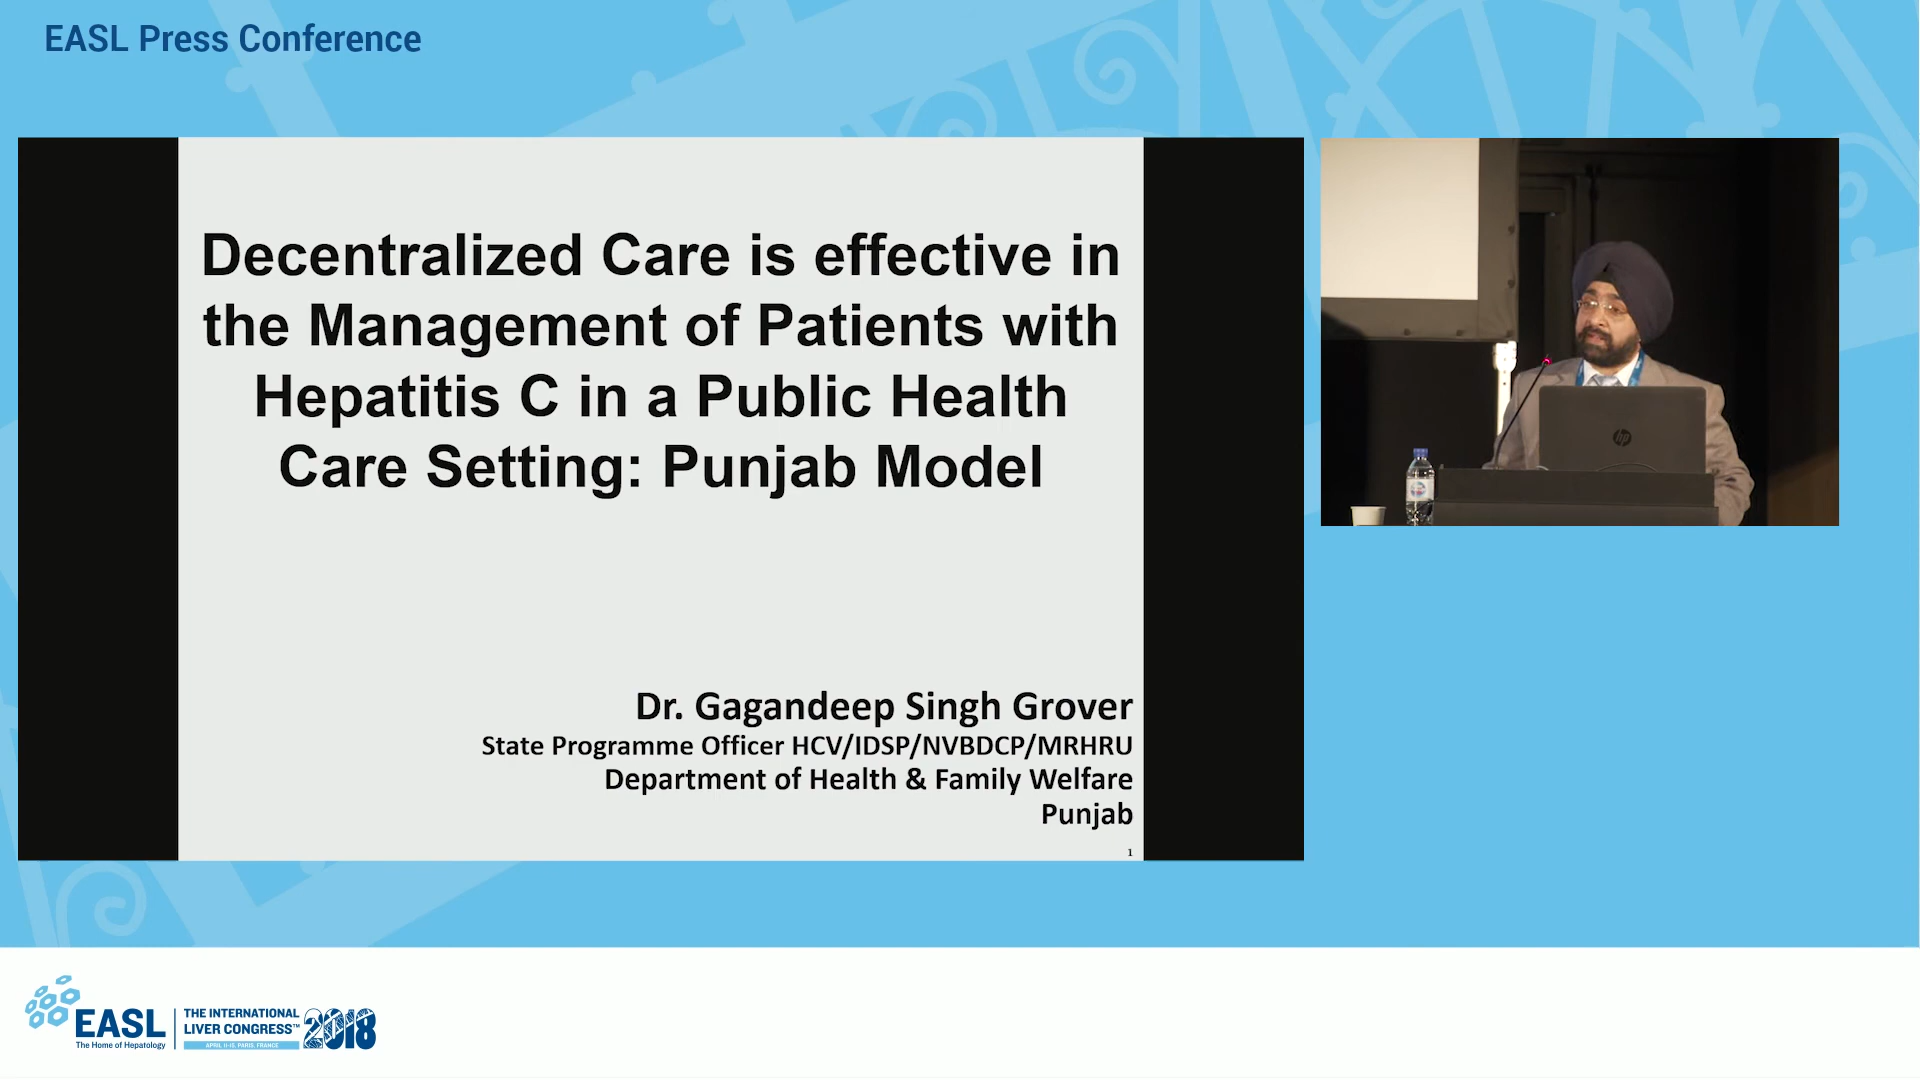 EASL Press Conference
Decentralized Care is effective in
the Management of Patients with
Hepatitis C in a Public Health
Care Setting: Punjab Model
Dr. Gagandeep Singh Grover
State Programme Officer HCV/IDSP/NVBDCP/MRHRU
Department of Health & Family Welfare
Punjab
1
hp
EASL
The Home of Hepatology
THE INTERNATIONAL
LIVER CONGRESS™
2018
APRIL 11-15, PARIS, FRANCE